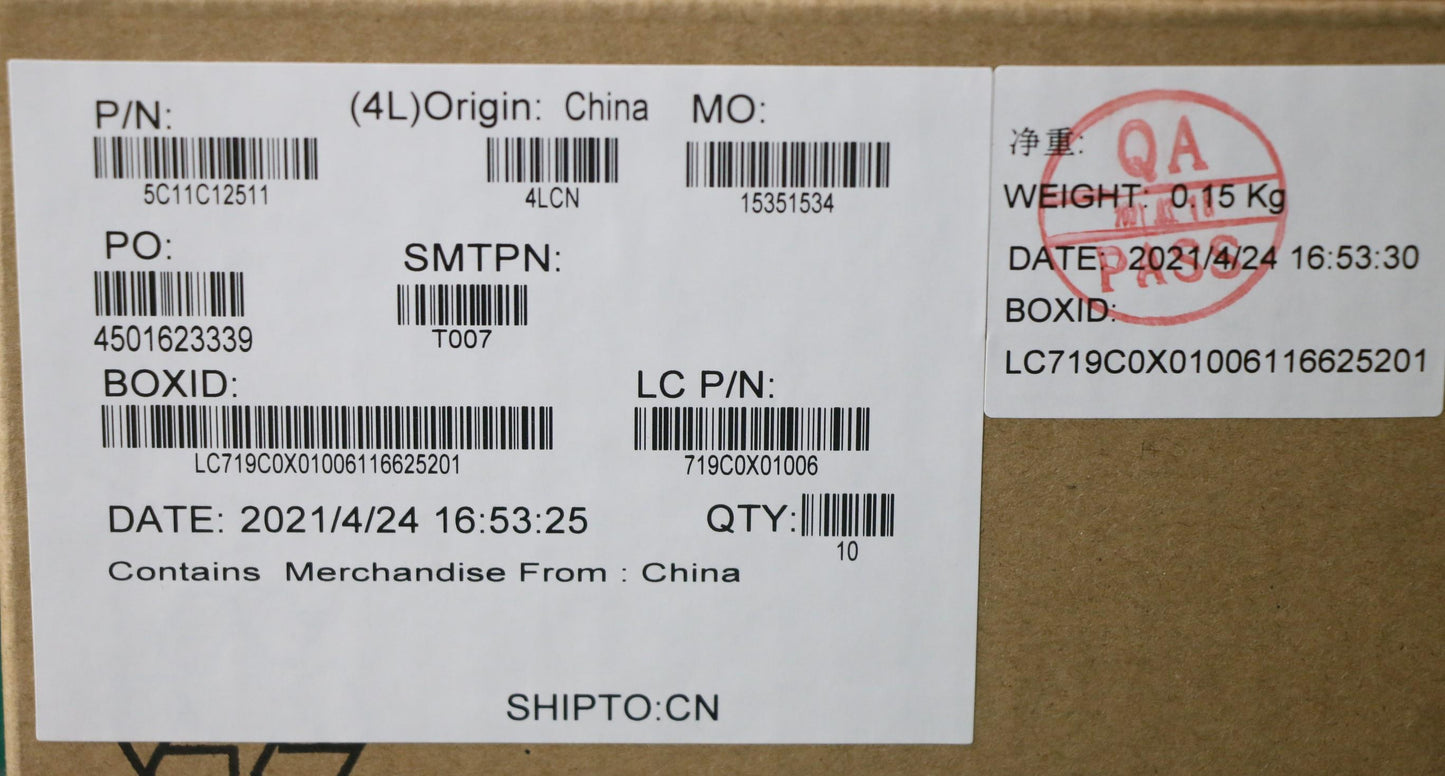 P/N:
(4L)Origin: China
MO:
5C11C12511
4LCN
15351534
PO:
SMTPN:
4501623339
T007
BOXID:
LC P/N:
LC719C0X01006116625201
719C0X01006
DATE: 2021/4/24 16:53:25
QTY:
10
Contains Merchandise From : China
SHIPTO:CN
净重:
WEIGHT: 0.15 Kg
DATE: 2021/4/24 16:53:30
BOXID:
LC719C0X01006116625201
QA
PASS